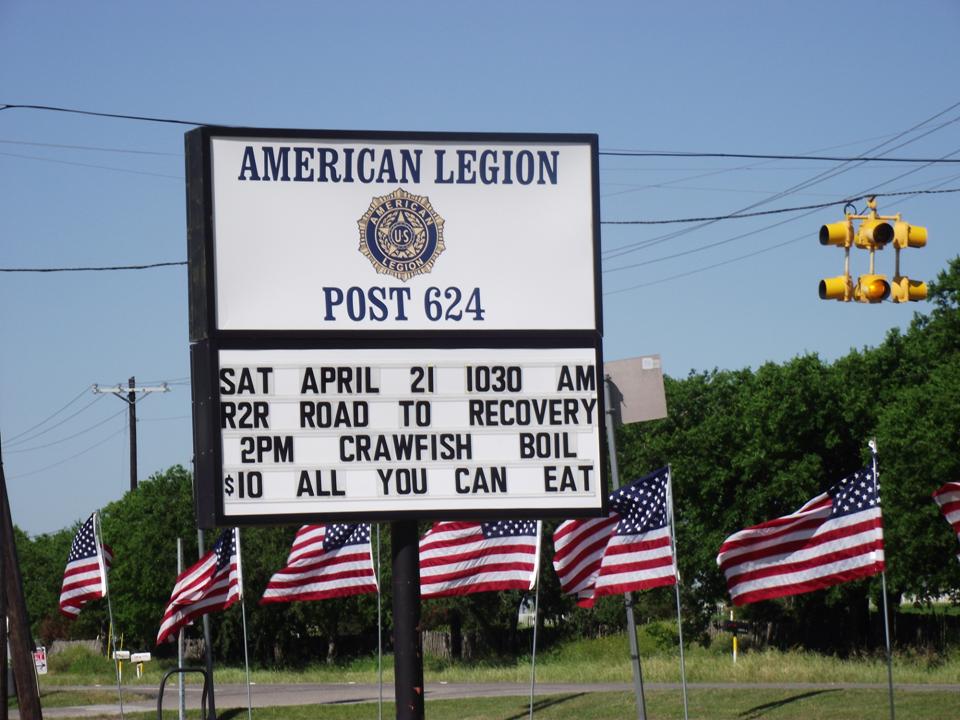 AMERICAN LEGION
AMERICAN
US
LEGION
POST 624
SAT APRIL 21 1030 AM
R2R ROAD TO RECOVERY
2PM CRAWFISH BOIL
$10 ALL YOU CAN EAT